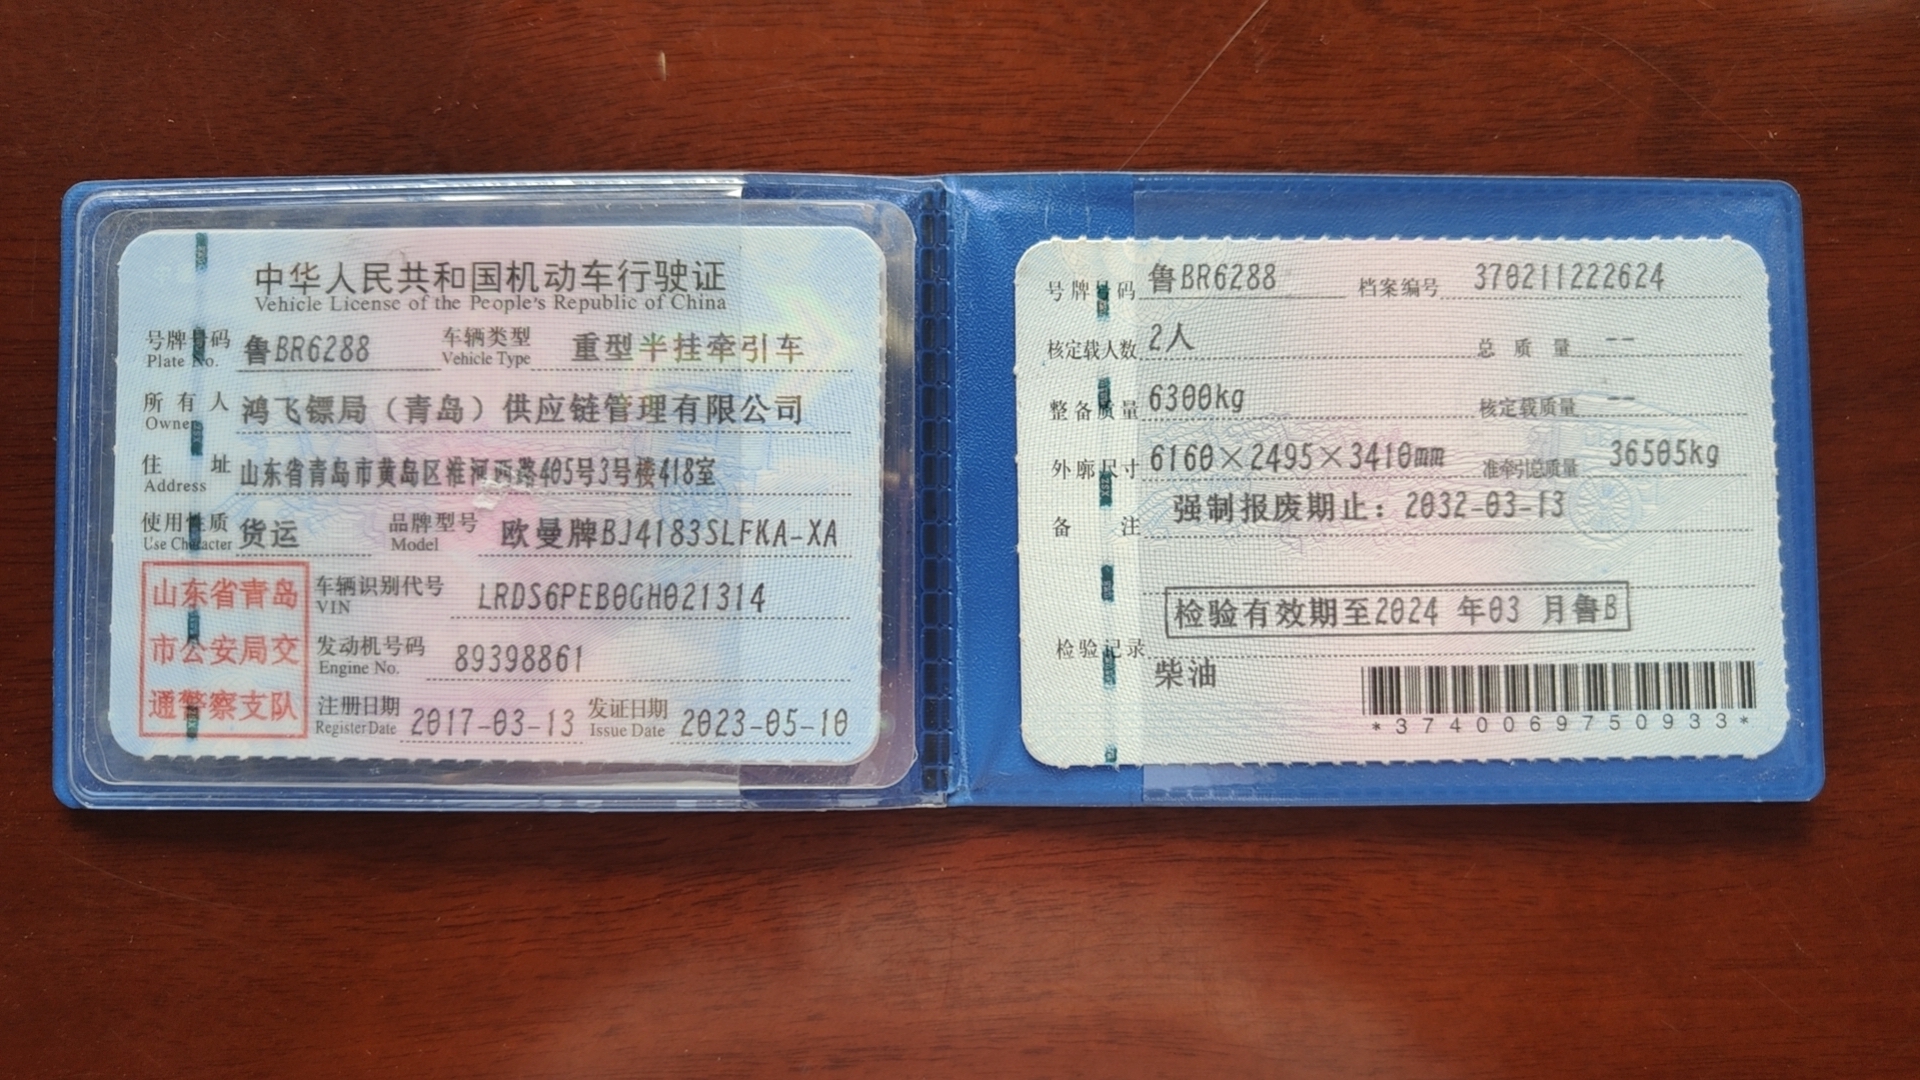 中华人民共和国机动车行驶证
Vehicle License of the People's Republic of China
号牌号码 鲁BR6288 车辆类型 重型半挂牵引车
Plate No. Vehicle Type
所有人 鸿飞镖局（青岛）供应链管理有限公司
Owner
住址 山东省青岛市黄岛区淮河西路405号3号楼418室
Address
使用性质 货运 品牌型号 欧曼牌BJ4183SLFKA-XA
Use Character Model
山东省青岛
市公安局交
通警察支队
车辆识别代号 LRDS6PEB0GH021314
VIN
发动机号码 89398861
Engine No.
注册日期 2017-03-13 发证日期 2023-05-10
Register Date Issue Date
号牌号码 鲁BR6288 档案编号 370211222624
核定载人数 2人 总质量 --
整备质量 6300kg 核定载质量 --
外廓尺寸 6160×2495×3410mm 准牵引总质量 36505kg
备注 强制报废期止：2032-03-13
检验有效期至2024 年03 月鲁B
检验记录
柴油
*3740069750933*